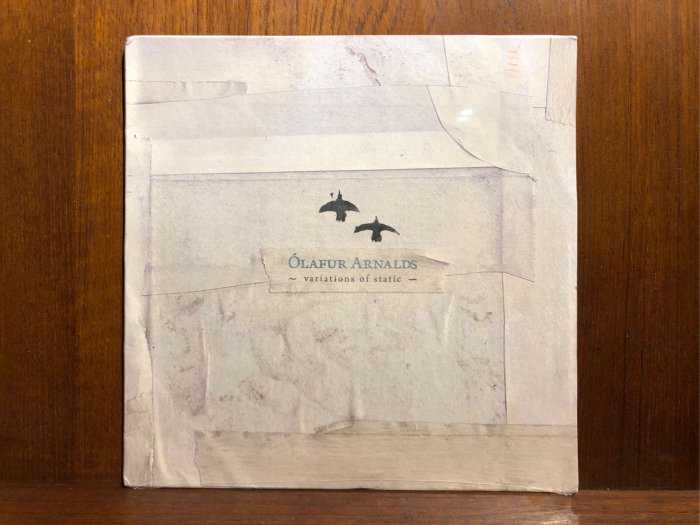 ÓLAFUR ARNALDS
~ variations of static ~